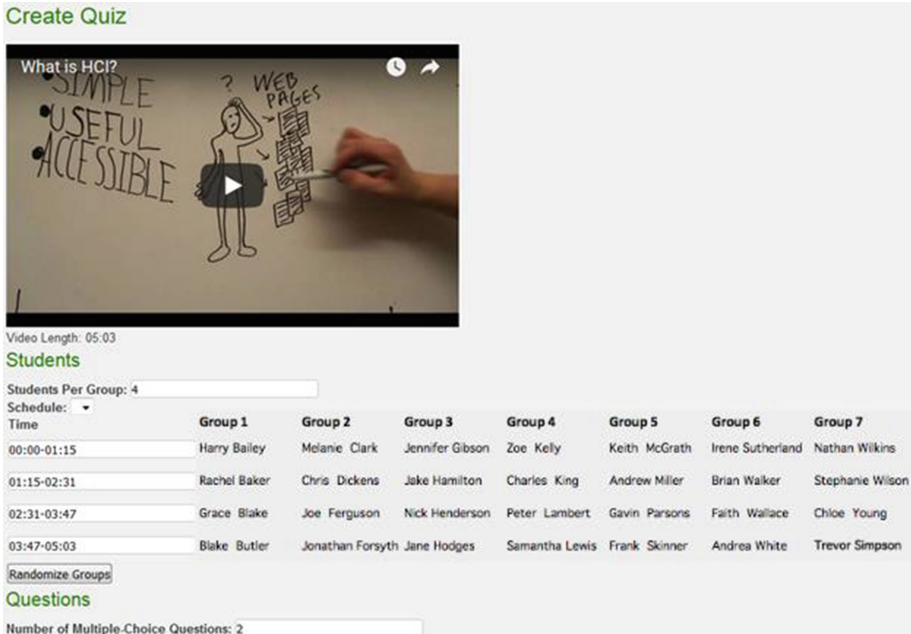 Create Quiz
What is HCI?
SIMPLE
USEFUL
ACCESSIBLE
?
WEB
PAGES
Video Length: 05:03
Students
Students Per Group: 4
Schedule:
Time Group 1 Group 2 Group 3 Group 4 Group 5 Group 6 Group 7
00:00-01:15 Harry Bailey Melanie Clark Jennifer Gibson Zoe Kelly Keith McGrath Irene Sutherland Nathan Wilkins
01:15-02:31 Rachel Baker Chris Dickens Jake Hamilton Charles King Andrew Miller Brian Walker Stephanie Wilson
02:31-03:47 Grace Blake Joe Ferguson Nick Henderson Peter Lambert Gavin Parsons Faith Wallace Chloe Young
03:47-05:03 Blake Butler Jonathan Forsyth Jane Hodges Samantha Lewis Frank Skinner Andrea White Trevor Simpson
Randomize Groups
Questions
Number of Multiple-Choice Questions: 2